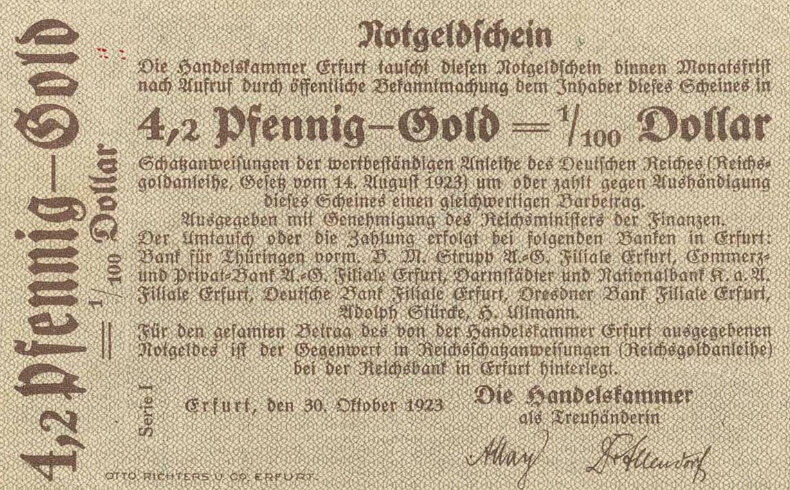 4,2 Pfennig—Gold
= 1/100 Dollar
Notgeldschein
Die Handelskammer Erfurt tauscht diesen Notgeldschein binnen Monatsfrist
nach Aufruf durch öffentliche Bekanntmachung dem Inhaber dieses Scheines in
4,2 Pfennig—Gold = 1/100 Dollar
Schatzanweisungen der wertbeständigen Anleihe des Deutschen Reiches (Reichs-
goldanleihe, Gesetz vom 14. August 1923) um oder zahlt gegen Aushändigung
dieses Scheines einen gleichwertigen Barbetrag.
Ausgegeben mit Genehmigung des Reichsministers der Finanzen.
Der Umtausch oder die Zahlung erfolgt bei folgenden Banken in Erfurt:
Bank für Thüringen vorm. B. M. Strupp A.-G. Filiale Erfurt, Commerz-
und Privat-Bank A.-G. Filiale Erfurt, Darmstädter und Nationalbank K. a. A.
Filiale Erfurt, Deutsche Bank Filiale Erfurt, Dresdner Bank Filiale Erfurt,
Adolph Stürcke, H. Ullmann.
Für den gesamten Betrag des von der Handelskammer Erfurt ausgegebenen
Notgeldes ist der Gegenwert in Reichsschatzanweisungen (Reichsgoldanleihe)
bei der Reichsbank in Erfurt hinterlegt.
Serie I
Erfurt, den 30. Oktober 1923
Die Handelskammer
als Treuhänderin
OTTO RICHTERS U. CO. ERFURT.